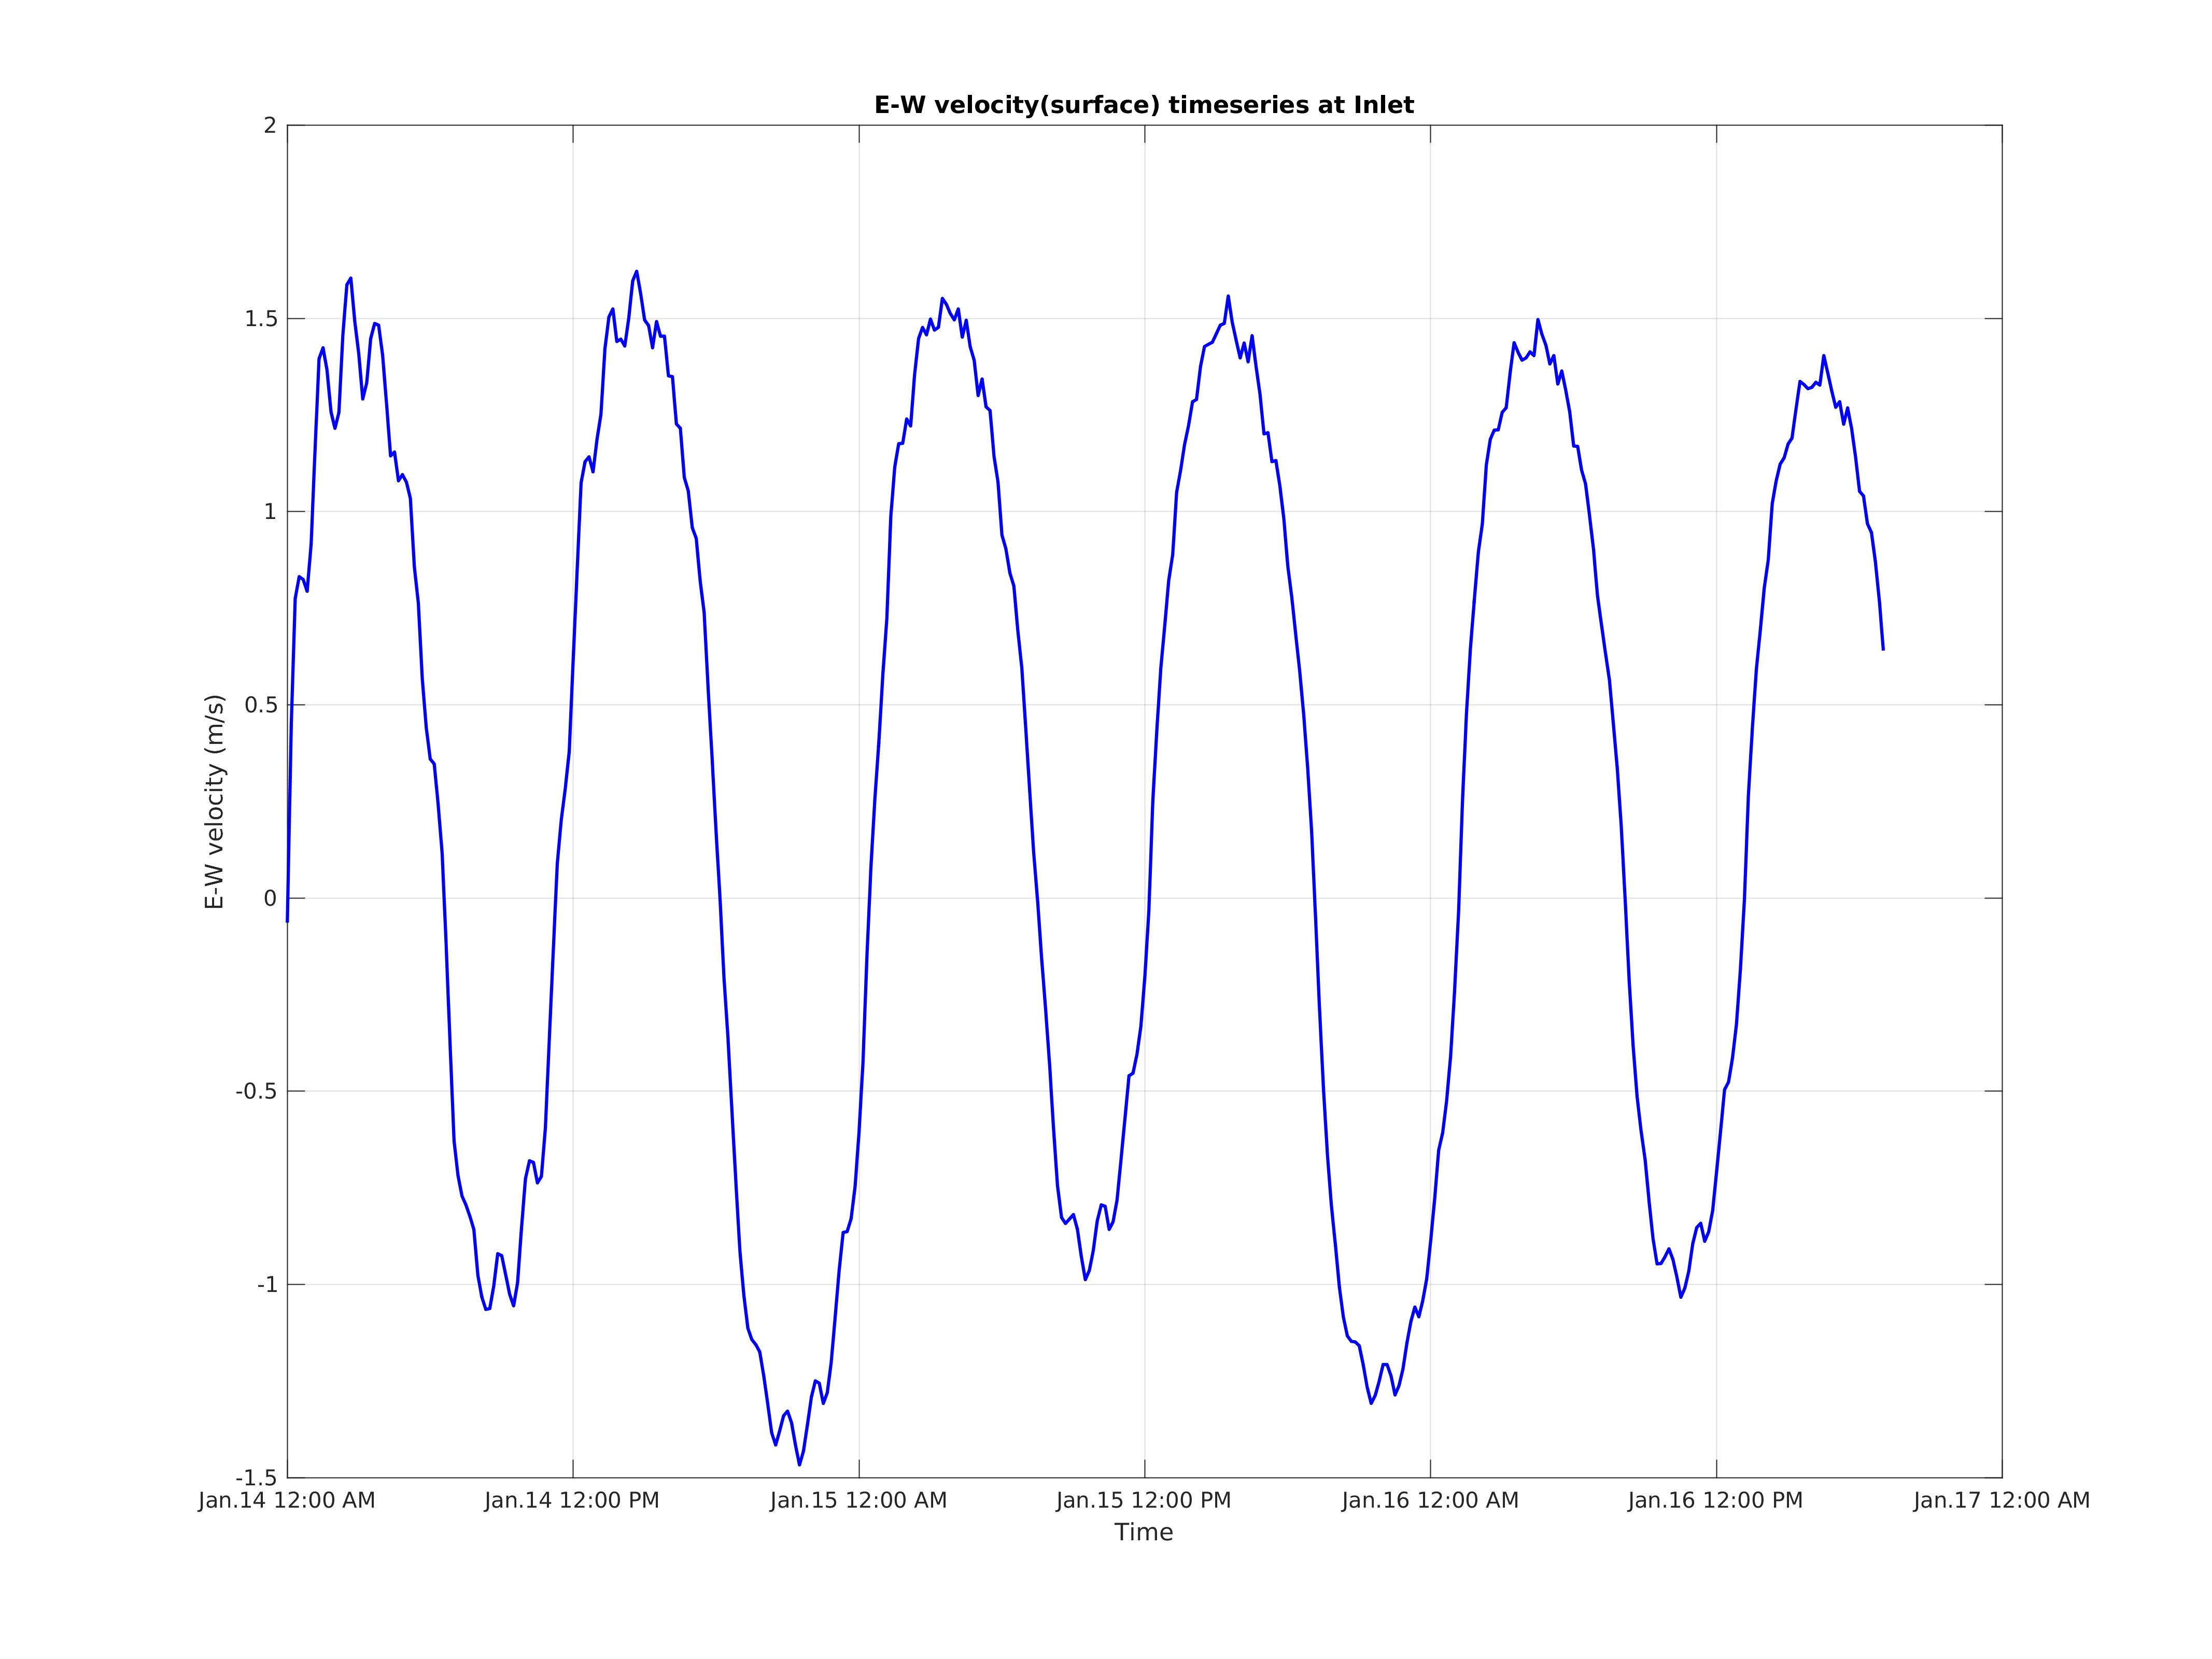 E-W velocity(surface) timeseries at Inlet
2
1.5
1
0.5
0
-0.5
-1
-1.5
E-W velocity (m/s)
Jan.14 12:00 AM
Jan.14 12:00 PM
Jan.15 12:00 AM
Jan.15 12:00 PM
Jan.16 12:00 AM
Jan.16 12:00 PM
Jan.17 12:00 AM
Time